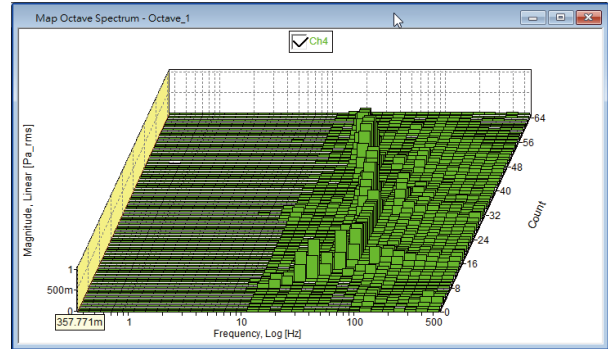 Map Octave Spectrum - Octave_1
Ch4
Magnitude, Linear [Pa_rms]
1
500m
0
357.771m
1
10
100
500
Frequency, Log [Hz]
0
8
16
24
32
40
48
56
64
Count